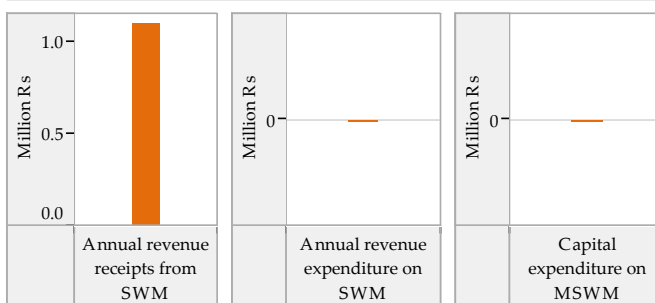 Million Rs
1.0
0.5
0.0
Annual revenue
receipts from
SWM
Million Rs
0
Annual revenue
expenditure on
SWM
Million Rs
0
Capital
expenditure on
MSWM